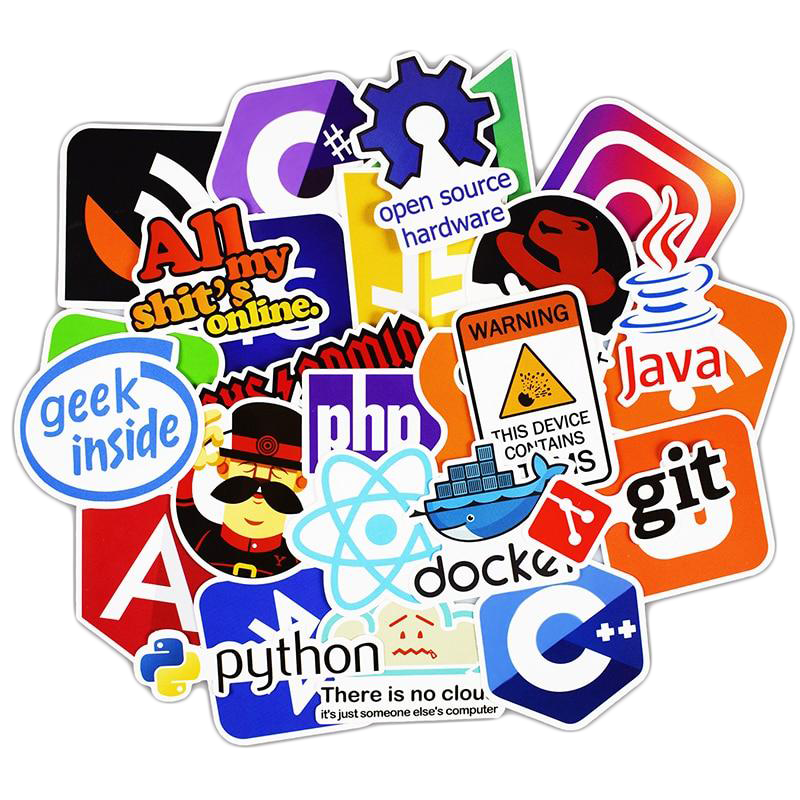 C#
open source
hardware
All
my
shit's
online.
WARNING
THIS DEVICE
CONTAINS
Java
geek
inside
php
git
docker
A
C++
python
There is no clou
it's just someone else's computer